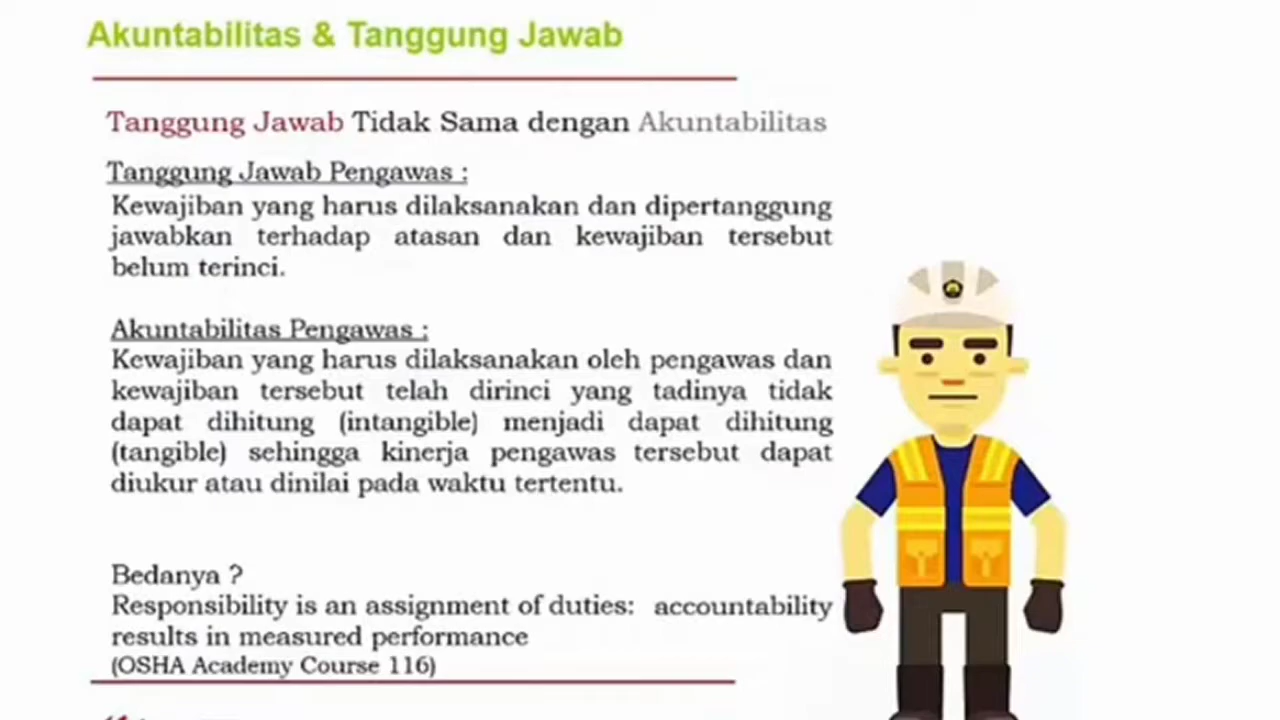 Akuntabilitas & Tanggung Jawab
Tanggung Jawab Tidak Sama dengan Akuntabilitas
Tanggung Jawab Pengawas :
Kewajiban yang harus dilaksanakan dan dipertanggung
jawabkan terhadap atasan dan kewajiban tersebut
belum terinci.
Akuntabilitas Pengawas :
Kewajiban yang harus dilaksanakan oleh pengawas dan
kewajiban tersebut telah dirinci yang tadinya tidak
dapat dihitung (intangible) menjadi dapat dihitung
(tangible) sehingga kinerja pengawas tersebut dapat
diukur atau dinilai pada waktu tertentu.
Bedanya ?
Responsibility is an assignment of duties: accountability
results in measured performance
(OSHA Academy Course 116)